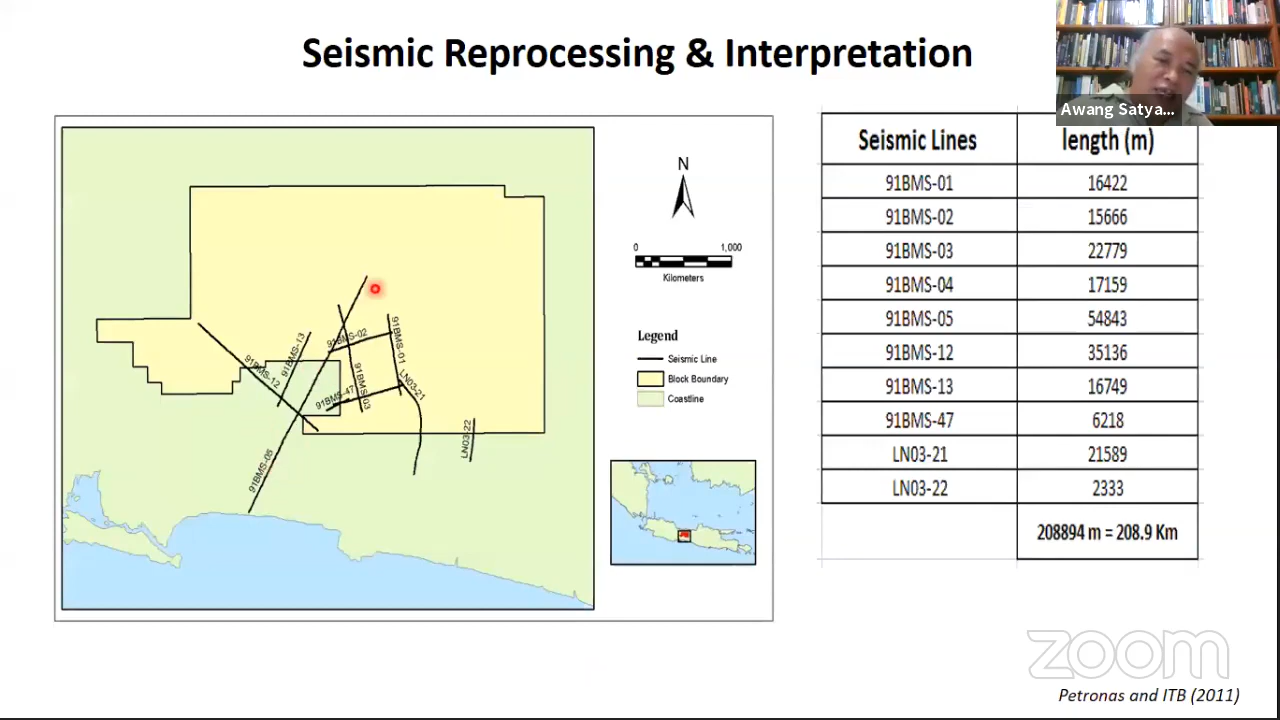 Seismic Reprocessing & Interpretation
Awang Satya...
N
0 1,000
Kilometers
Legend
Seismic Line
Block Boundary
Coastline
91BMS-01
91BMS-02
91BMS-13
91BMS-12
91BMS-03
91BMS-47
LN03-21
LN03-22
91BMS-05
Seismic Lines length (m)
91BMS-01 16422
91BMS-02 15666
91BMS-03 22779
91BMS-04 17159
91BMS-05 54843
91BMS-12 35136
91BMS-13 16749
91BMS-47 6218
LN03-21 21589
LN03-22 2333
208894 m = 208.9 Km
zoom
Petronas and ITB (2011)